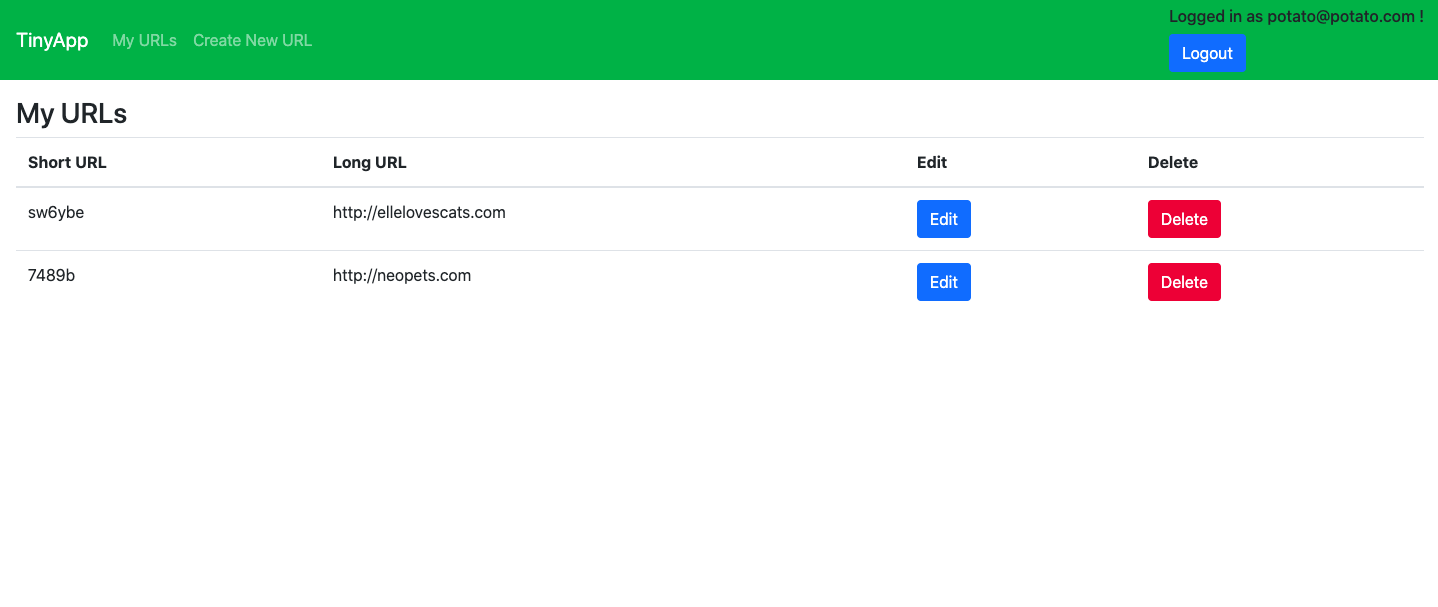 Logged in as potato@potato.com !
TinyApp My URLs Create New URL
Logout
My URLs
Short URL Long URL Edit Delete
sw6ybe http://ellelovescats.com Edit Delete
7489b http://neopets.com Edit Delete